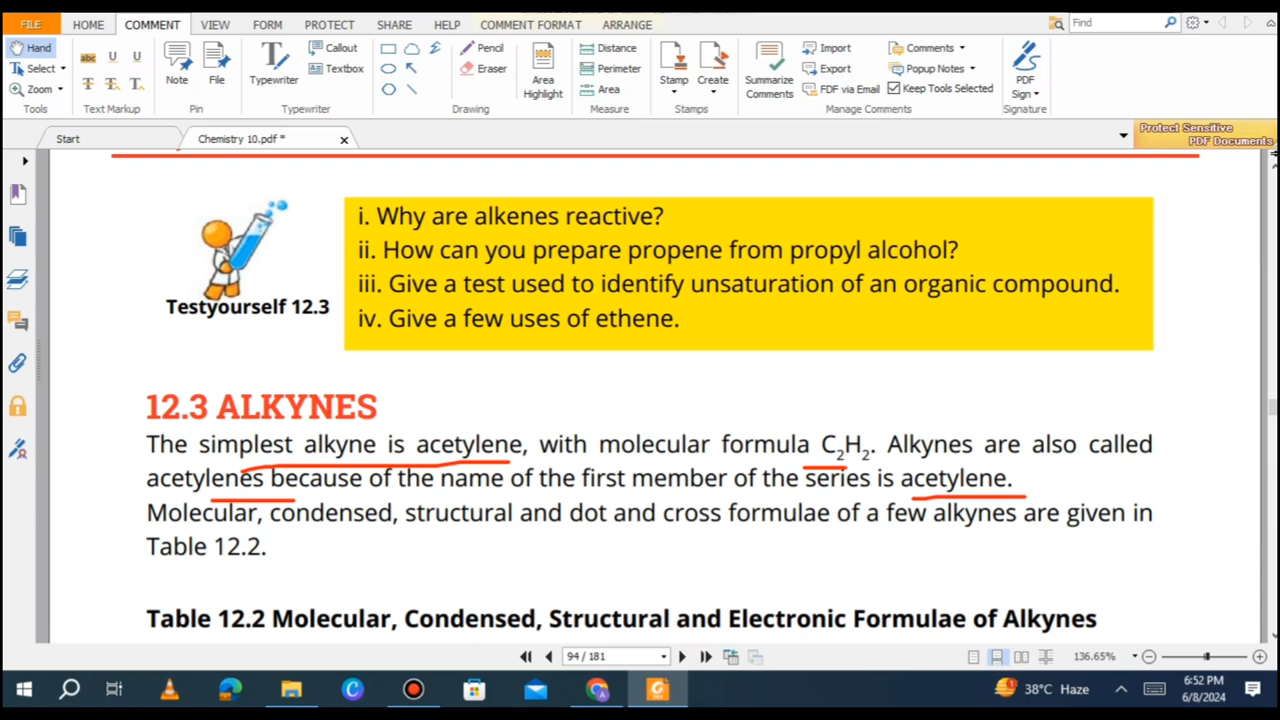 FILE HOME COMMENT VIEW FORM PROTECT SHARE HELP COMMENT FORMAT ARRANGE Find
Hand
Select
Zoom
Tools
abc U U
T T T
Text Markup
Note
File
Pin
Typewriter
Callout
Textbox
Typewriter
Pencil
Eraser
Drawing
Area
Highlight
Distance
Perimeter
Area
Measure
Stamp
Create
Stamps
Summarize
Comments
Import
Export
PDF via Email
Comments
Popup Notes
Keep Tools Selected
Manage Comments
PDF
Sign
Signature
Start
Chemistry 10.pdf *
Protect Sensitive
PDF Documents
Testyourself 12.3
i. Why are alkenes reactive?
ii. How can you prepare propene from propyl alcohol?
iii. Give a test used to identify unsaturation of an organic compound.
iv. Give a few uses of ethene.
12.3 ALKYNES
The simplest alkyne is acetylene, with molecular formula C₂H₂. Alkynes are also called
acetylenes because of the name of the first member of the series is acetylene.
Molecular, condensed, structural and dot and cross formulae of a few alkynes are given in
Table 12.2.
Table 12.2 Molecular, Condensed, Structural and Electronic Formulae of Alkynes
94 / 181
136.65%
38°C Haze
6:52 PM
6/8/2024